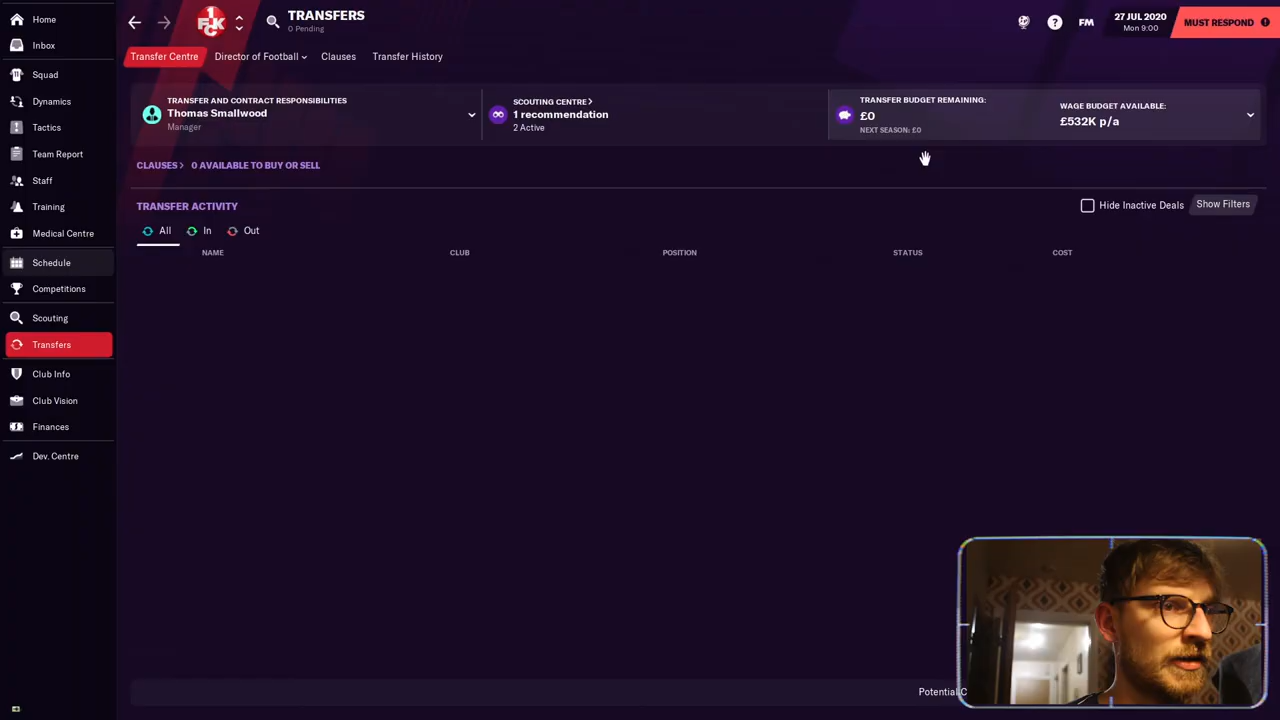 Home
Inbox
Squad
Dynamics
Tactics
Team Report
Staff
Training
Medical Centre
Schedule
Competitions
Scouting
Transfers
Club Info
Club Vision
Finances
Dev. Centre
1
FCK
TRANSFERS
0 Pending
?
FM
27 JUL 2020
Mon 9:00
MUST RESPOND
Transfer Centre
Director of Football
Clauses
Transfer History
TRANSFER AND CONTRACT RESPONSIBILITIES
Thomas Smallwood
Manager
SCOUTING CENTRE >
1 recommendation
2 Active
TRANSFER BUDGET REMAINING:
£0
NEXT SEASON: £0
WAGE BUDGET AVAILABLE:
£532K p/a
CLAUSES > 0 AVAILABLE TO BUY OR SELL
TRANSFER ACTIVITY
Hide Inactive Deals
Show Filters
All
In
Out
NAME CLUB POSITION STATUS COST
Potential C